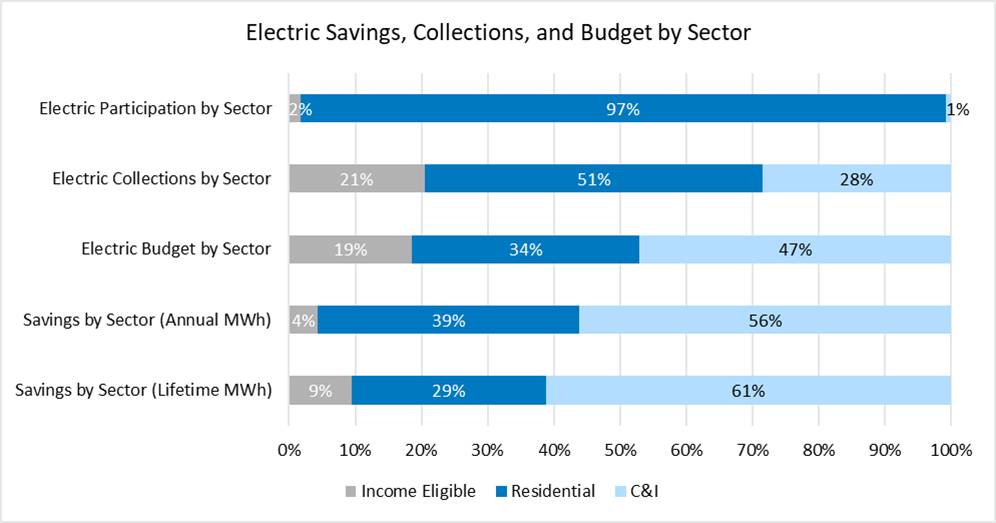 Electric Savings, Collections, and Budget by Sector
Electric Participation by Sector
2%
97%
1%
Electric Collections by Sector
21%
51%
28%
Electric Budget by Sector
19%
34%
47%
Savings by Sector (Annual MWh)
4%
39%
56%
Savings by Sector (Lifetime MWh)
9%
29%
61%
0% 10% 20% 30% 40% 50% 60% 70% 80% 90% 100%
Income Eligible Residential C&I